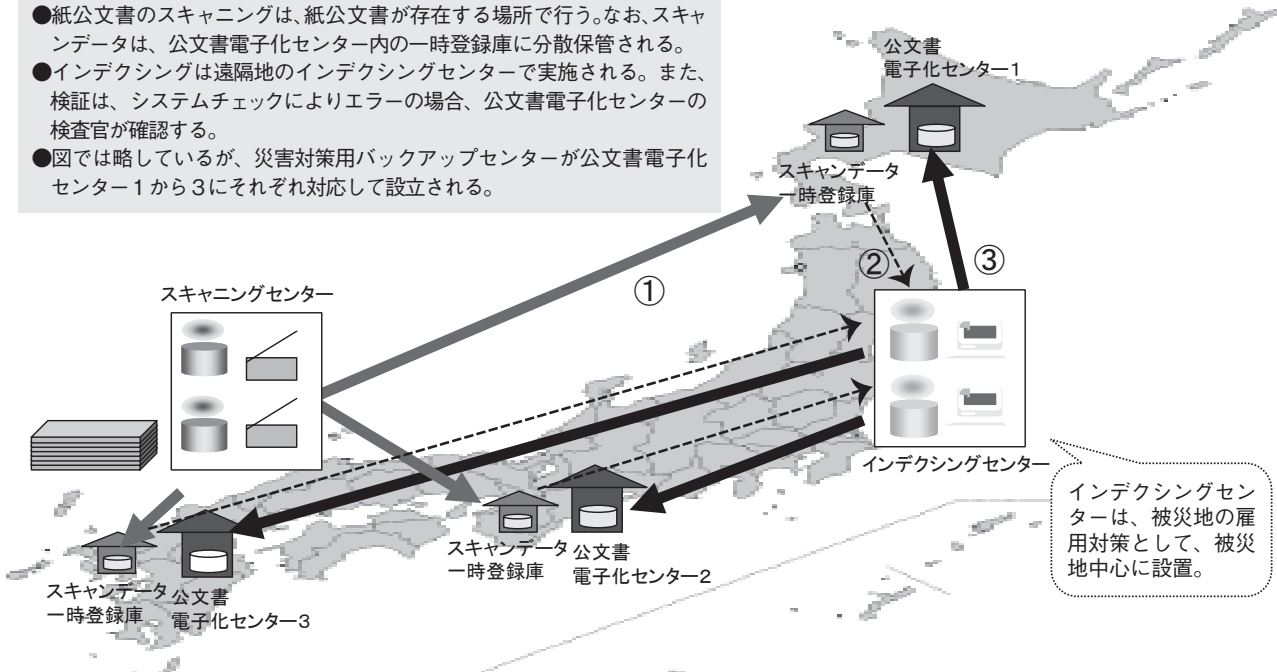 ●紙公文書のスキャニングは、紙公文書が存在する場所で行う。なお、スキャ
ンデータは、公文書電子化センター内の一時登録庫に分散保管される。
●インデクシングは遠隔地のインデクシングセンターで実施される。また、
検証は、システムチェックによりエラーの場合、公文書電子化センターの
検査官が確認する。
●図では略しているが、災害対策用バックアップセンターが公文書電子化
センター1から3にそれぞれ対応して設立される。
公文書
電子化センター1
スキャンデータ
一時登録庫
①
②
③
スキャニングセンター
インデクシングセンター
インデクシングセン
ターは、被災地の雇
用対策として、被災
地中心に設置。
スキャンデータ
一時登録庫
公文書
電子化センター2
スキャンデータ
一時登録庫
公文書
電子化センター3